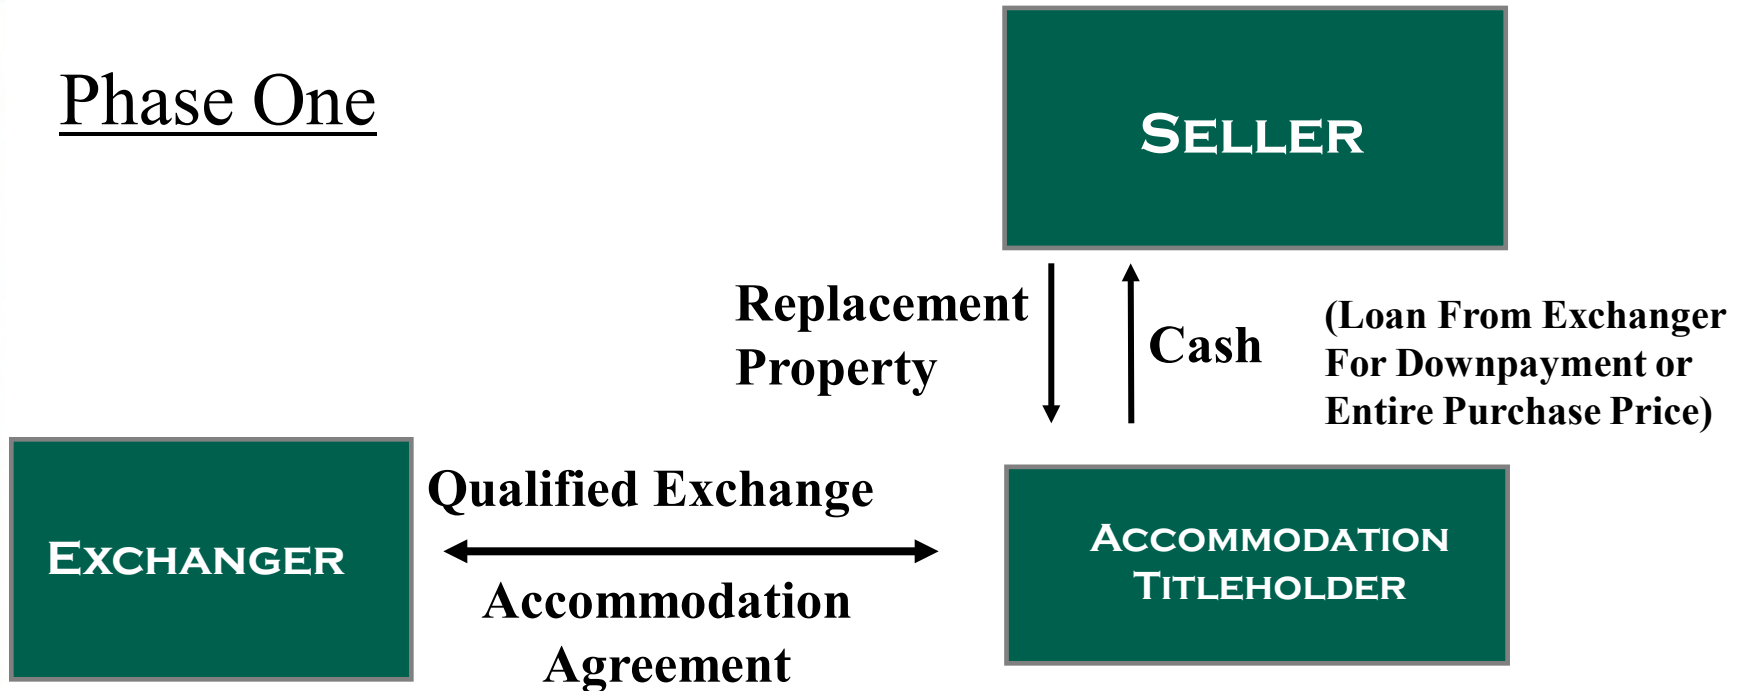 Phase One
SELLER
Replacement
Property
Cash
(Loan From Exchanger
For Downpayment or
Entire Purchase Price)
EXCHANGER
Qualified Exchange
Accommodation
Agreement
ACCOMMODATION
TITLEHOLDER